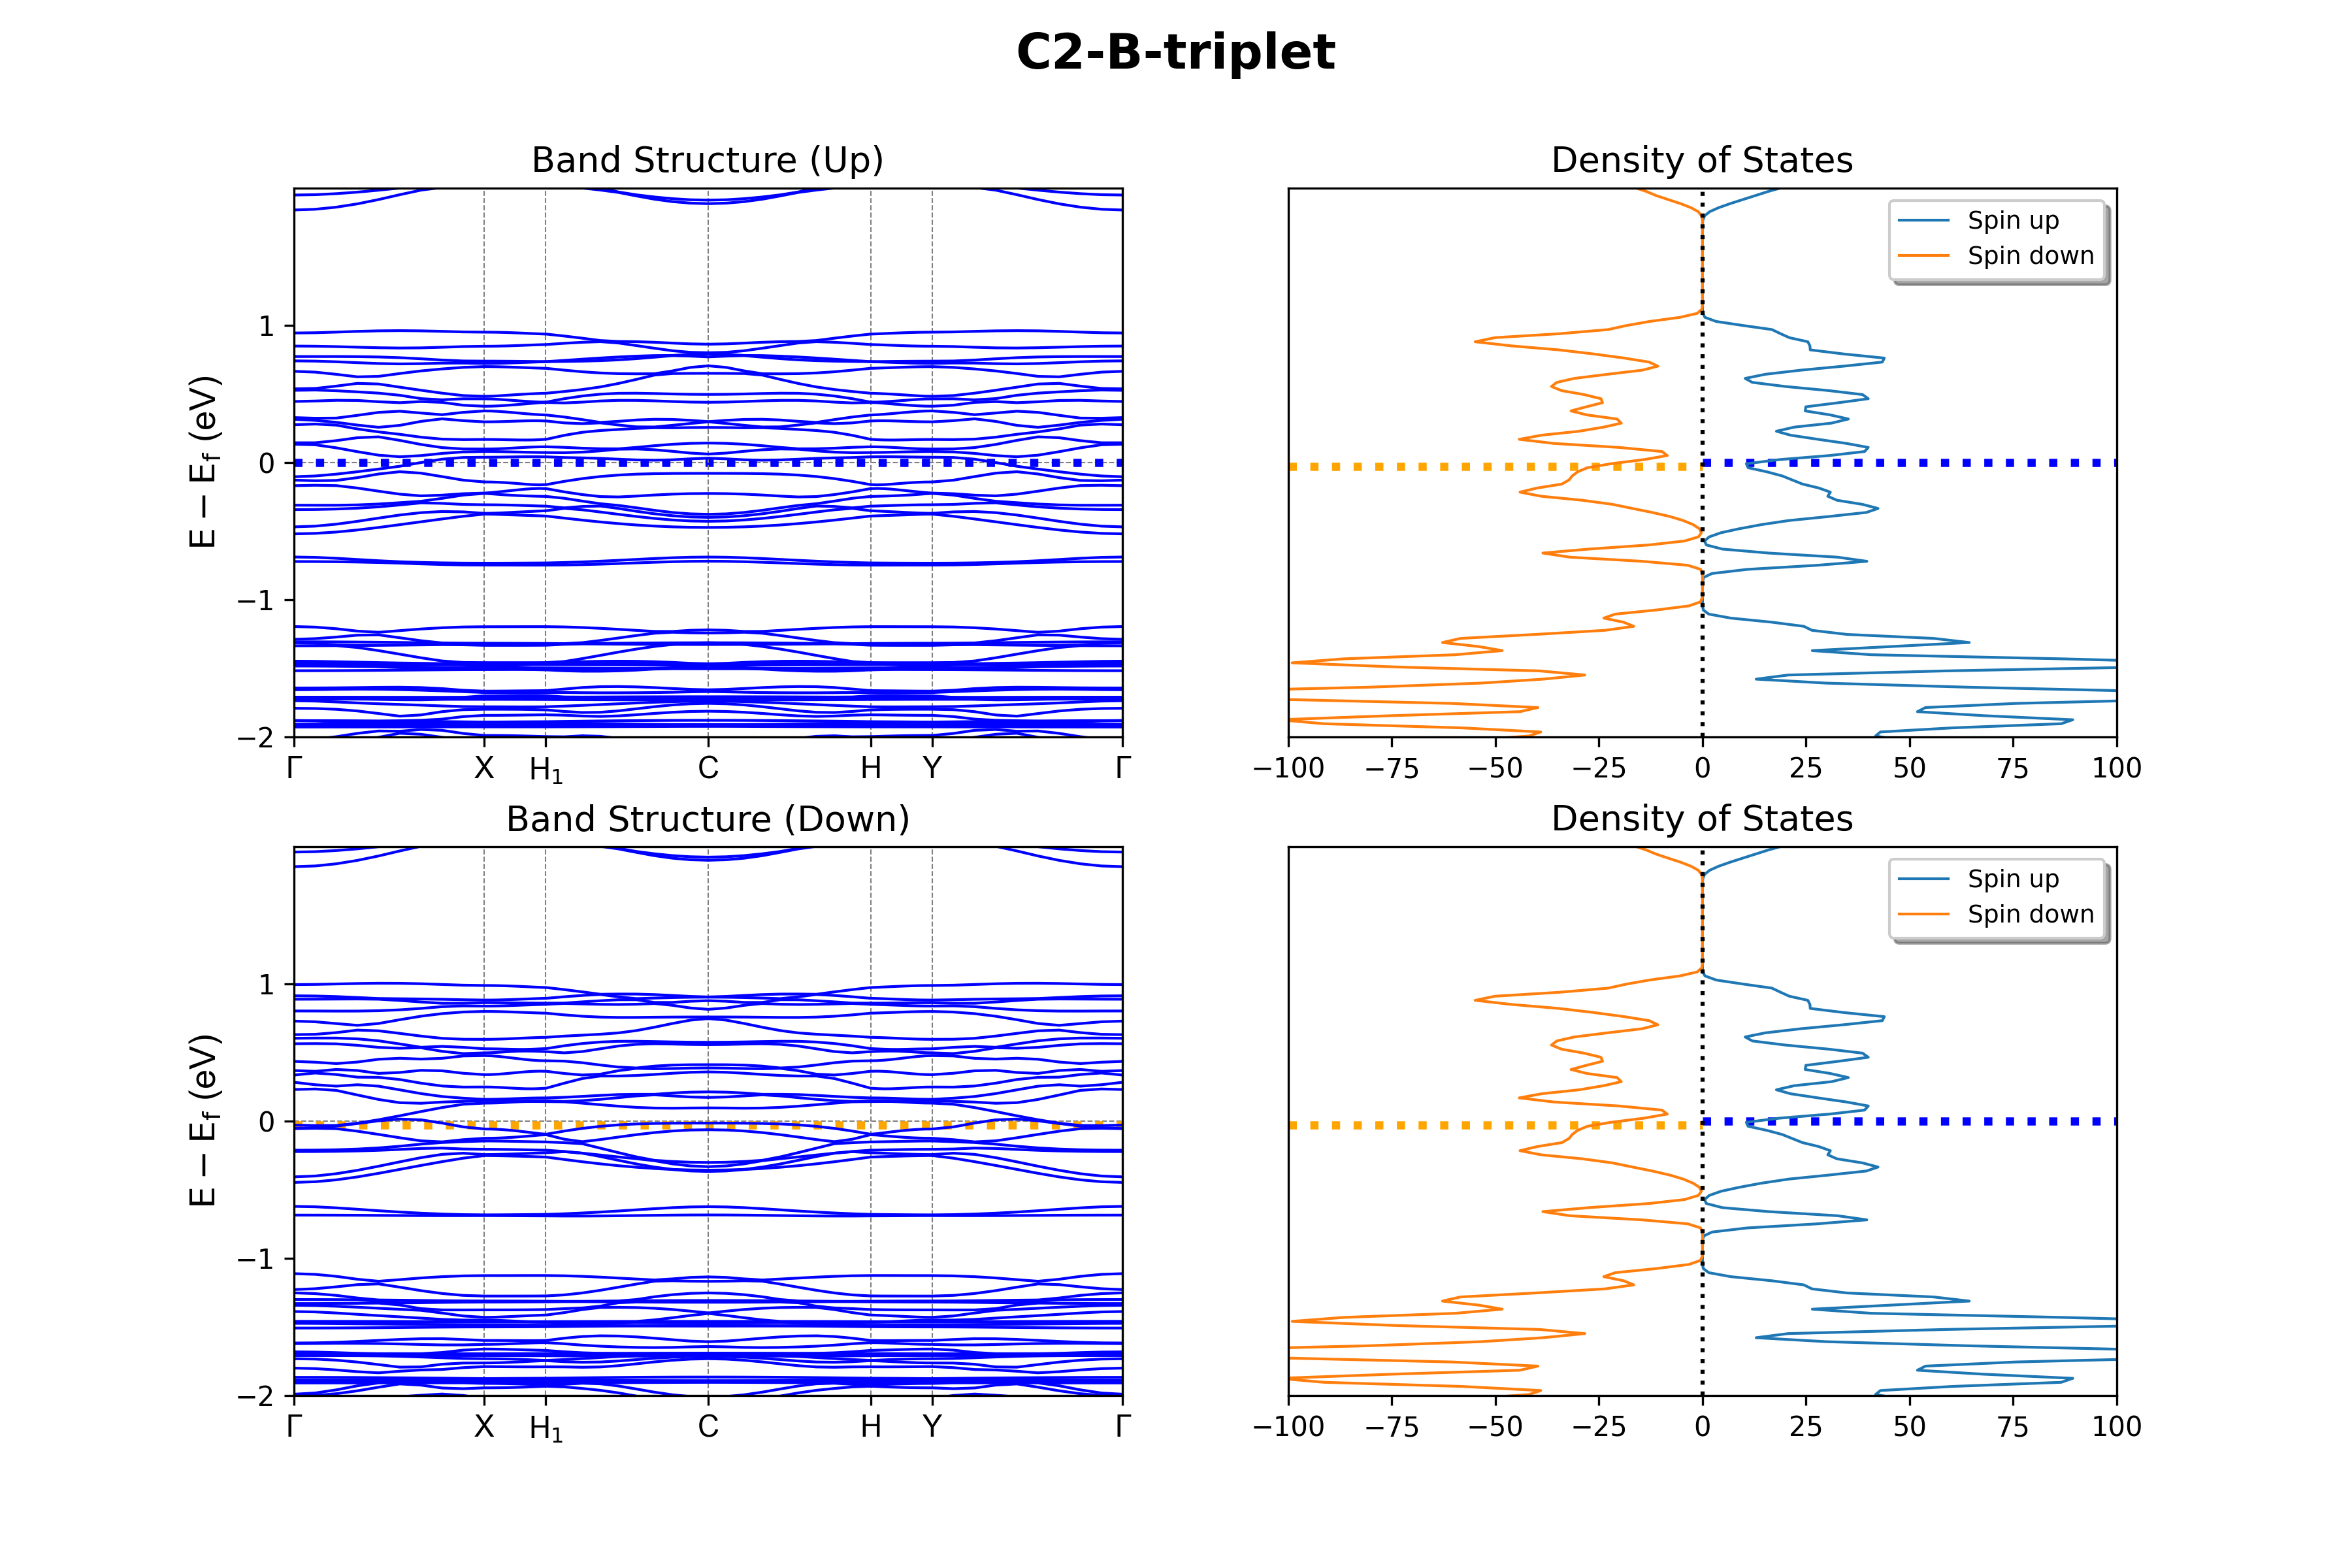 C2-B-triplet
Band Structure (Up)
Density of States
E − E_f (eV)
1
0
−1
−2
Γ X H₁ C H Y Γ
Spin up
Spin down
−100 −75 −50 −25 0 25 50 75 100
Band Structure (Down)
Density of States
E − E_f (eV)
1
0
−1
−2
Γ X H₁ C H Y Γ
Spin up
Spin down
−100 −75 −50 −25 0 25 50 75 100